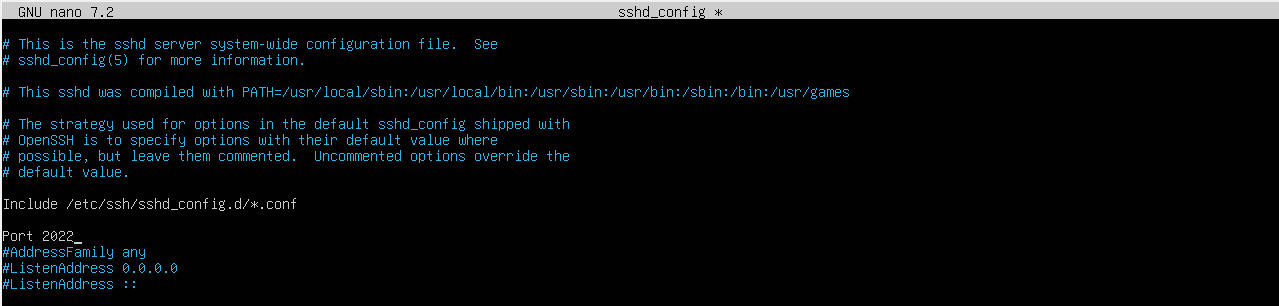 GNU nano 7.2 sshd_config *
# This is the sshd server system-wide configuration file.  See
# sshd_config(5) for more information.
# This sshd was compiled with PATH=/usr/local/sbin:/usr/local/bin:/usr/sbin:/usr/bin:/sbin:/bin:/usr/games
# The strategy used for options in the default sshd_config shipped with
# OpenSSH is to specify options with their default value where
# possible, but leave them commented.  Uncommented options override the
# default value.
Include /etc/ssh/sshd_config.d/*.conf
Port 2022
#AddressFamily any
#ListenAddress 0.0.0.0
#ListenAddress ::